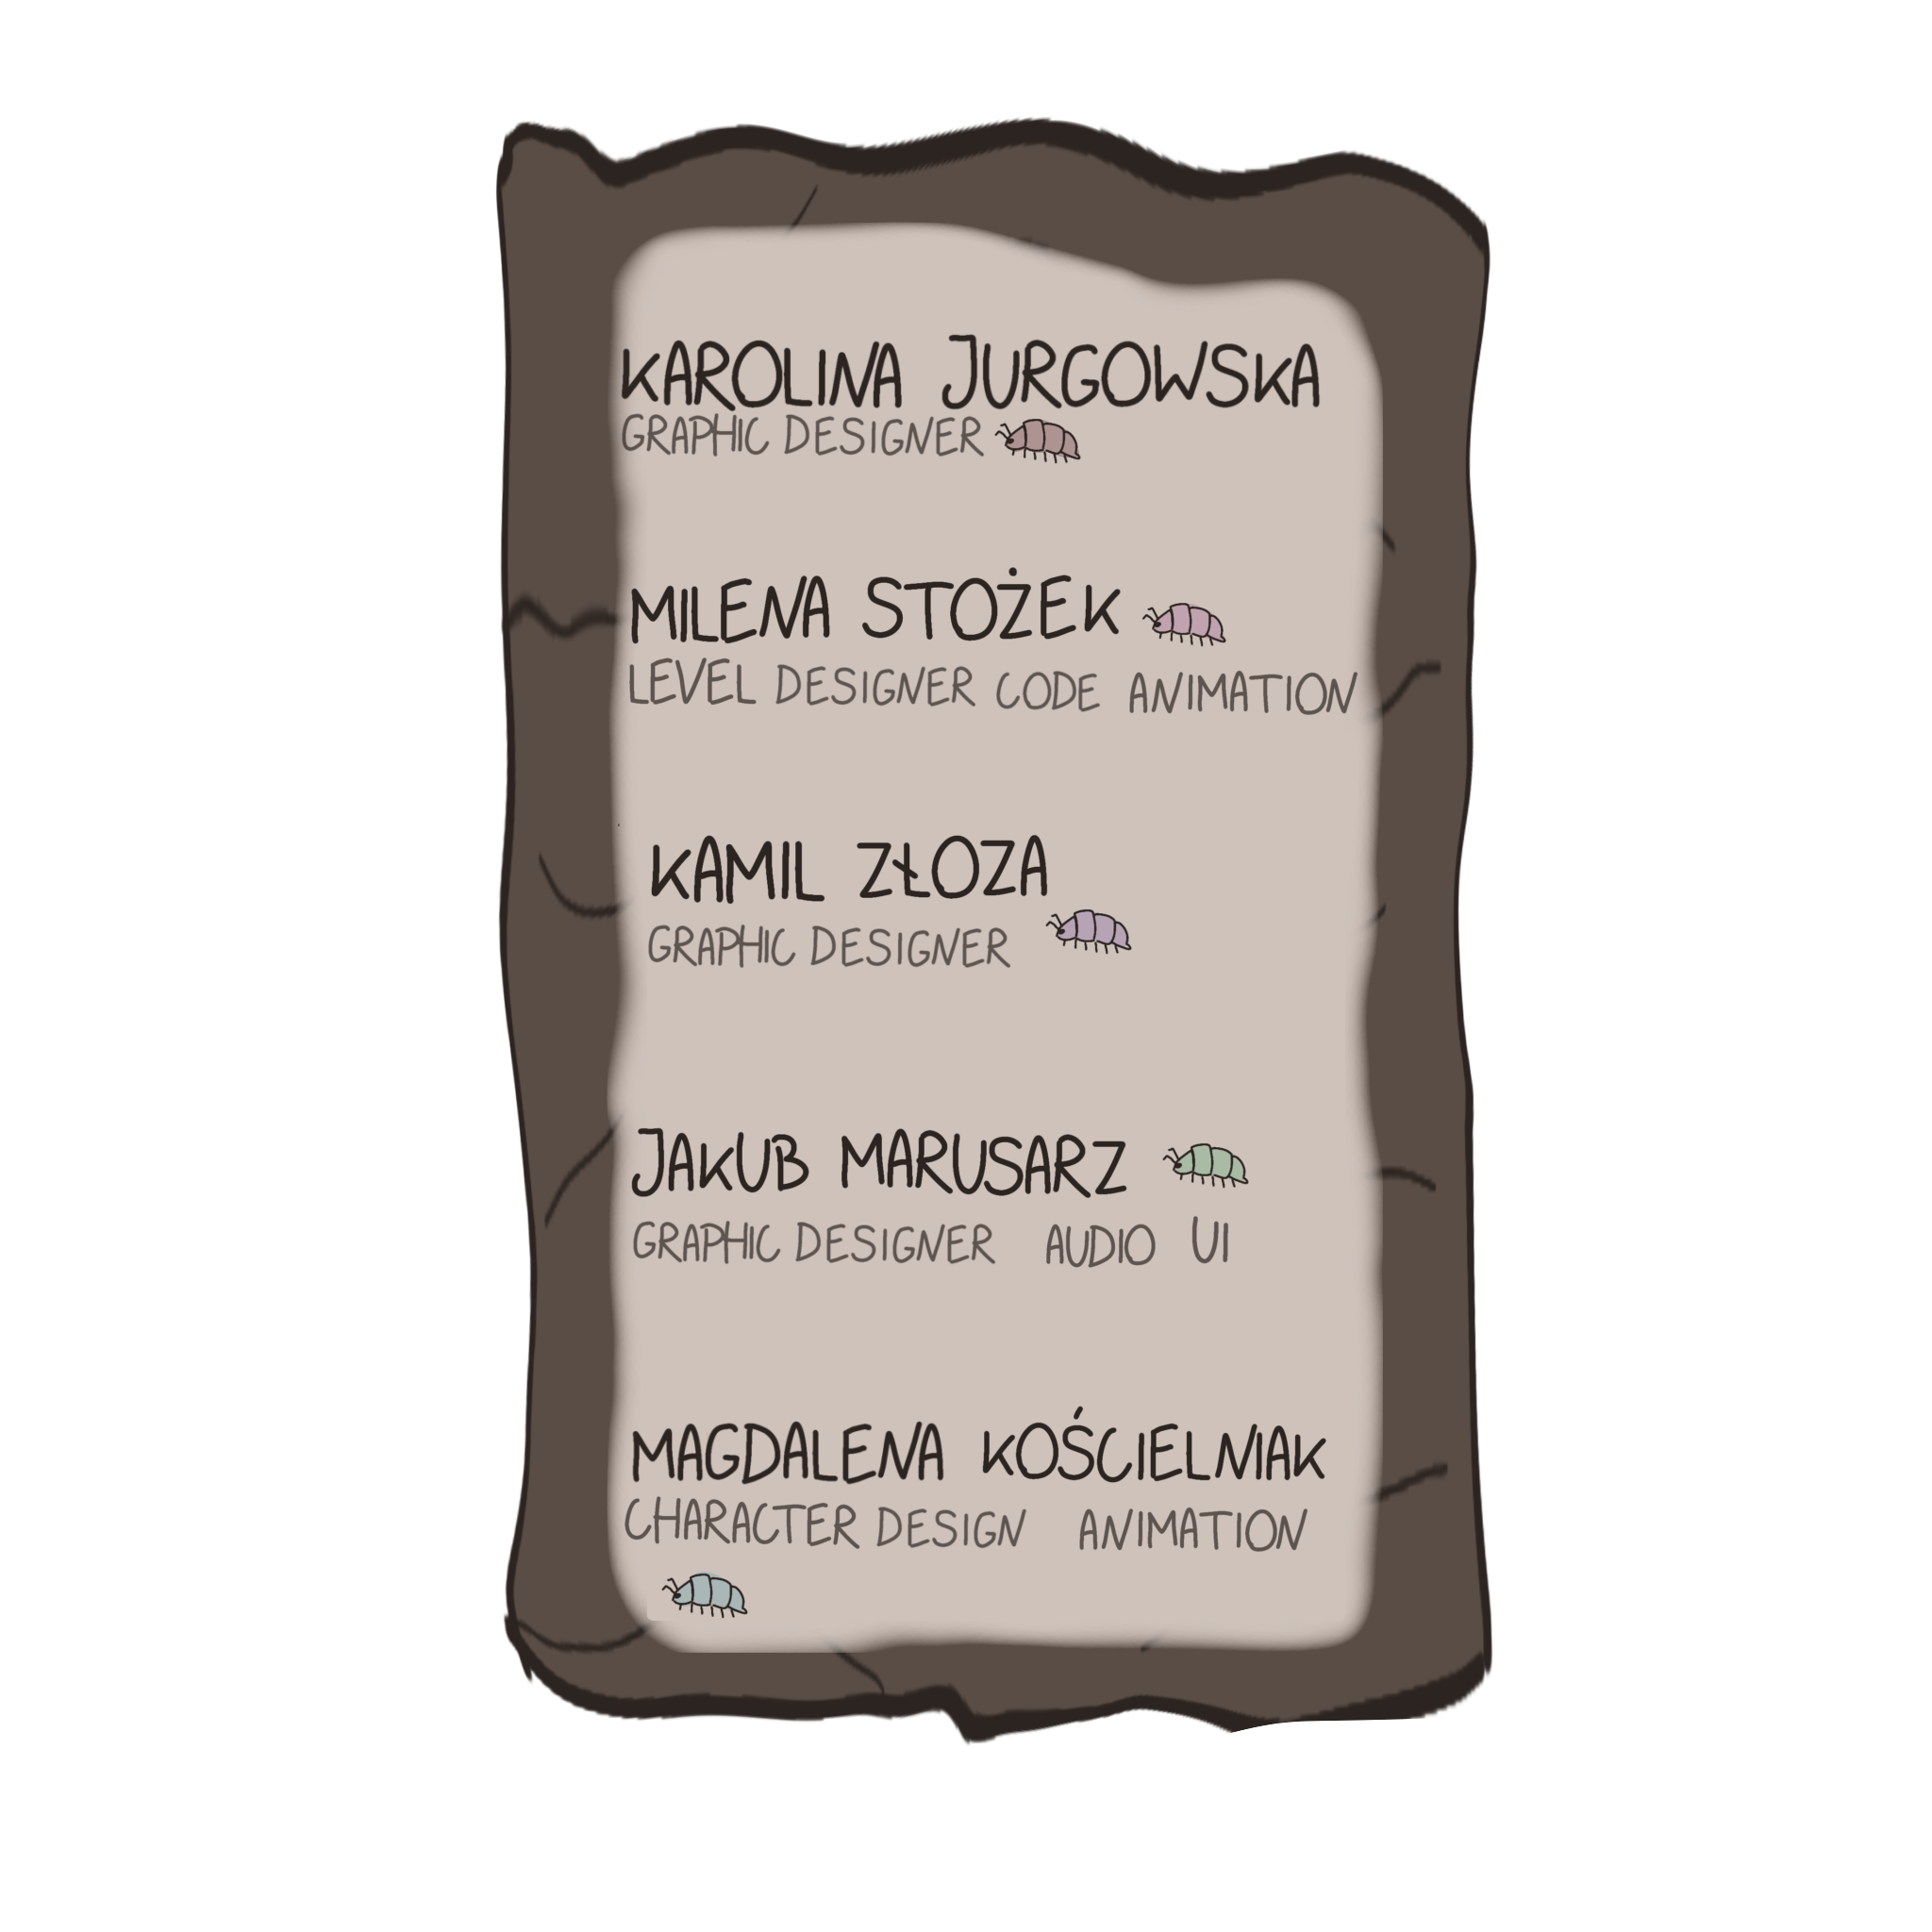 KAROLINA JURGOWSKA
GRAPHIC DESIGNER
MILENA STOŻEK
LEVEL DESIGNER CODE ANIMATION
KAMIL ZŁOZA
GRAPHIC DESIGNER
JAKUB MARUSARZ
GRAPHIC DESIGNER AUDIO UI
MAGDALENA KOŚCIELNIAK
CHARACTER DESIGN ANIMATION